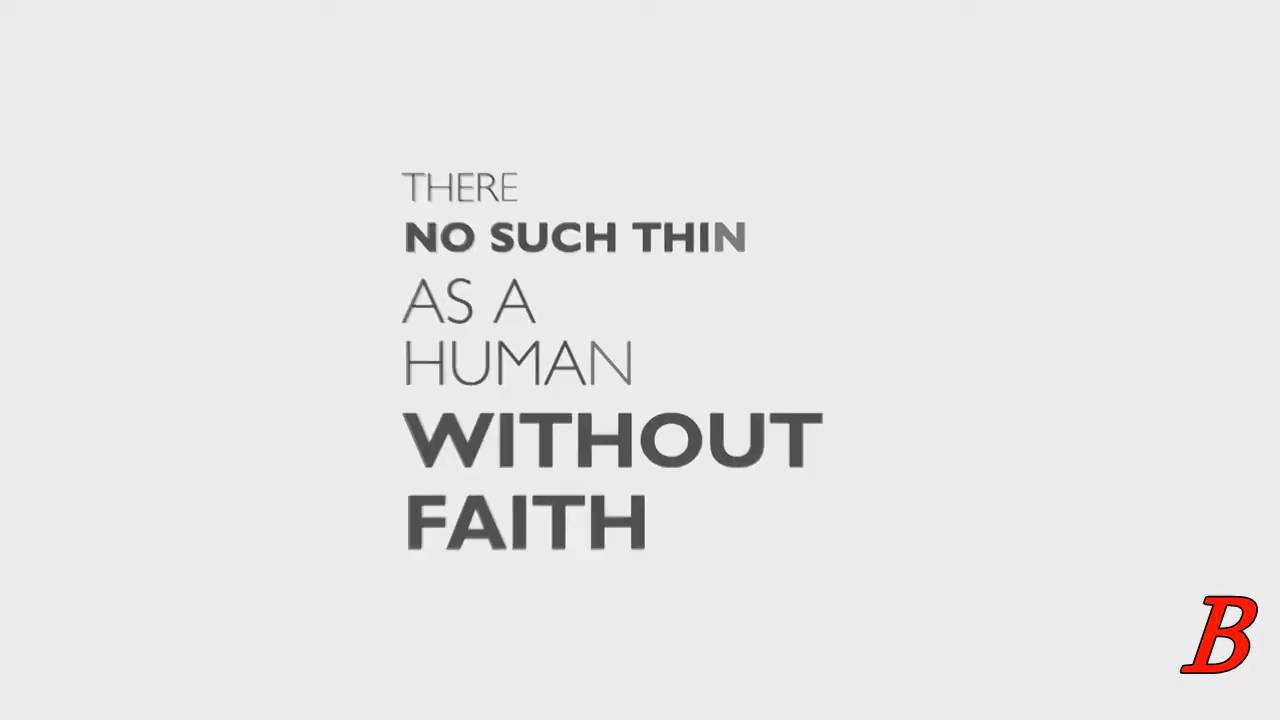 THERE
NO SUCH THIN
AS A
HUMAN
WITHOUT
FAITH
B